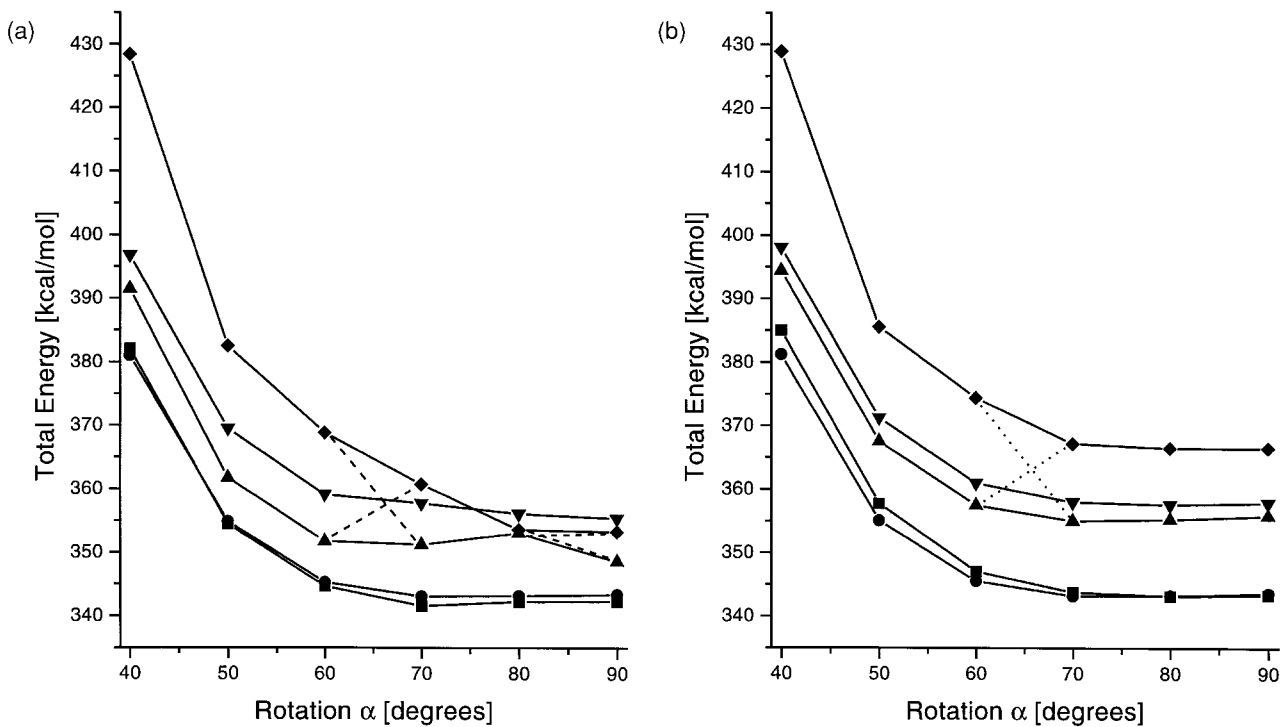 (a)
Total Energy [kcal/mol]
430
420
410
400
390
380
370
360
350
340
40 50 60 70 80 90
Rotation α [degrees]
(b)
Total Energy [kcal/mol]
430
420
410
400
390
380
370
360
350
340
40 50 60 70 80 90
Rotation α [degrees]